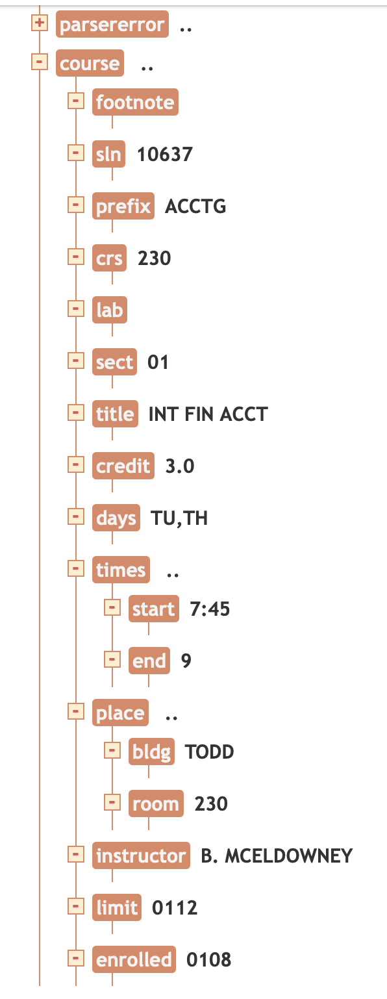 + parsererror ..
- course ..
- footnote
- sln 10637
- prefix ACCTG
- crs 230
- lab
- sect 01
- title INT FIN ACCT
- credit 3.0
- days TU,TH
- times ..
- start 7:45
- end 9
- place ..
- bldg TODD
- room 230
- instructor B. MCELDOWNEY
- limit 0112
- enrolled 0108